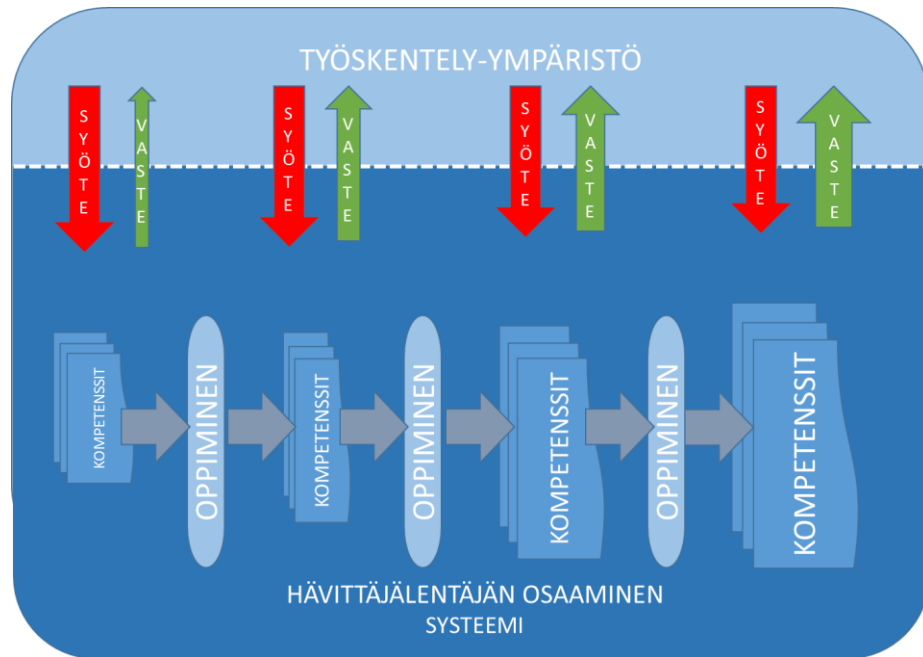 TYÖSKENTELY-YMPÄRISTÖ
SYÖTE
VASTE
SYÖTE
VASTE
SYÖTE
VASTE
SYÖTE
VASTE
KOMPETENSSIT
OPPIMINEN
KOMPETENSSIT
OPPIMINEN
KOMPETENSSIT
OPPIMINEN
KOMPETENSSIT
HÄVITTÄJÄLENTÄJÄN OSAAMINEN
SYSTEEMI